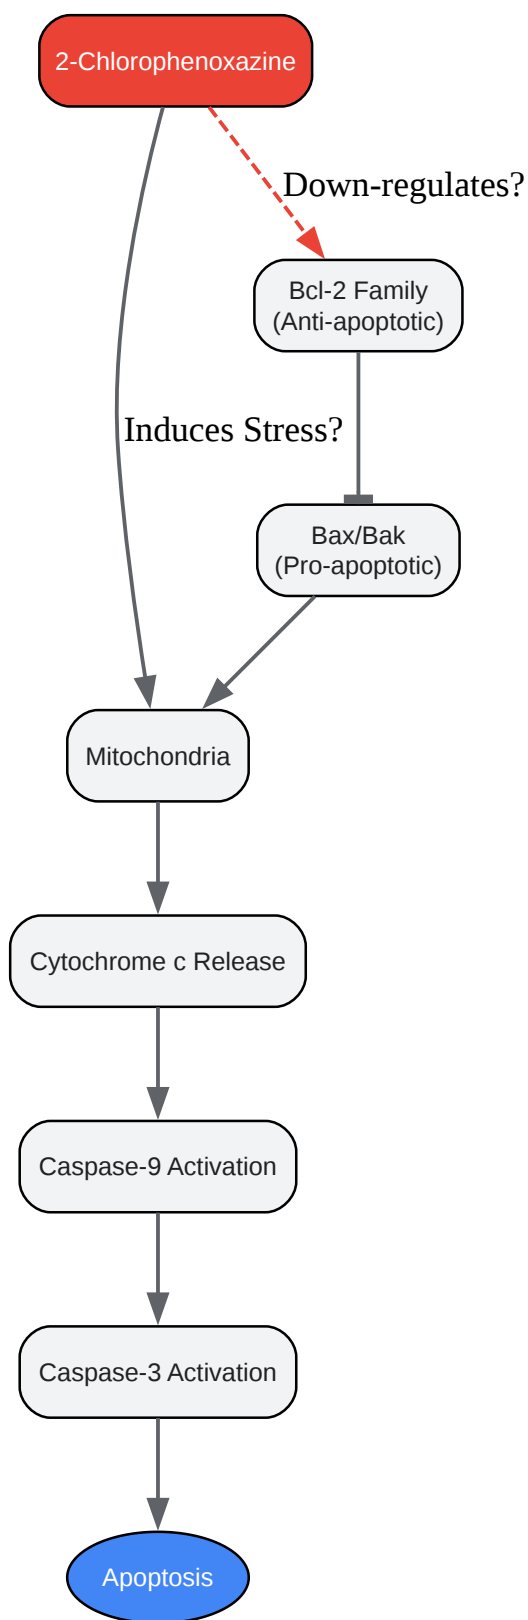 2-Chlorophenoxazine
Down-regulates?
Bcl-2 Family
(Anti-apoptotic)
Induces Stress?
Bax/Bak
(Pro-apoptotic)
Mitochondria
Cytochrome c Release
Caspase-9 Activation
Caspase-3 Activation
Apoptosis